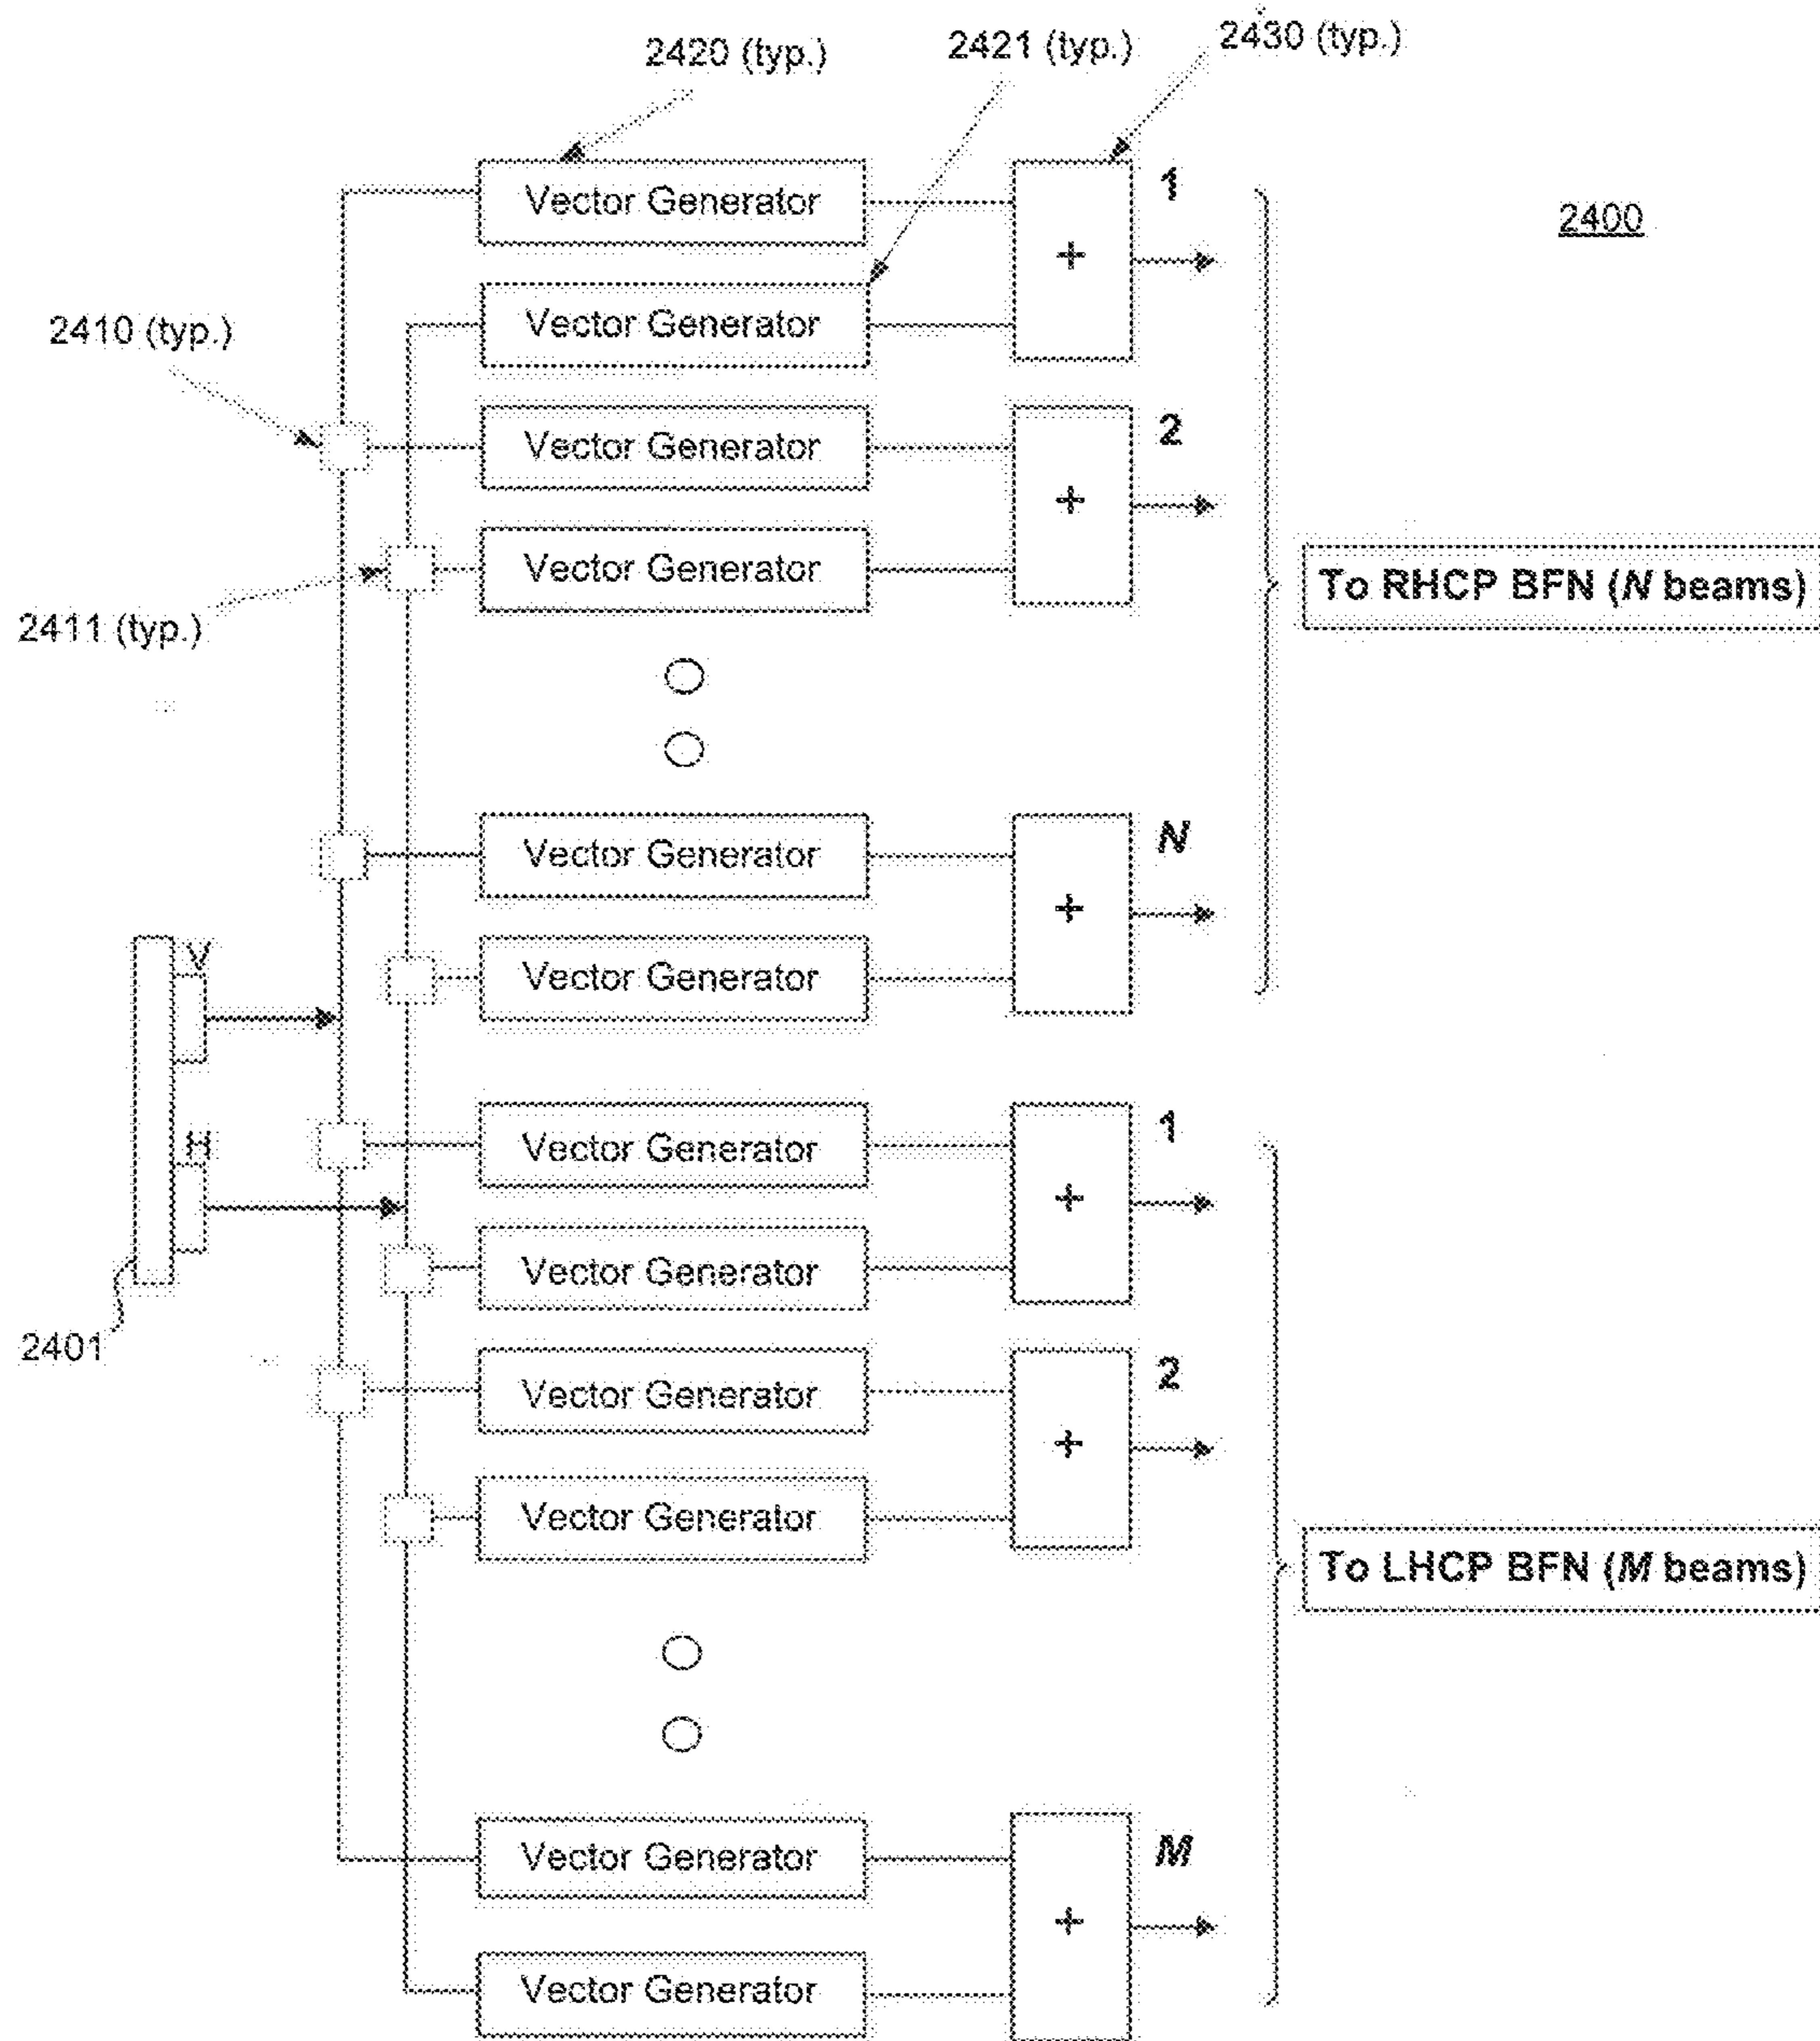 2420 (typ.)
2421 (typ.)
2430 (typ.)
Vector Generator
1
2400
+
Vector Generator
2410 (typ.)
Vector Generator
2
+
Vector Generator
To RHCP BFN (N beams)
2411 (typ.)
Vector Generator
N
+
V
Vector Generator
Vector Generator
1
H
+
Vector Generator
2401
Vector Generator
2
+
Vector Generator
To LHCP BFN (M beams)
Vector Generator
M
+
Vector Generator